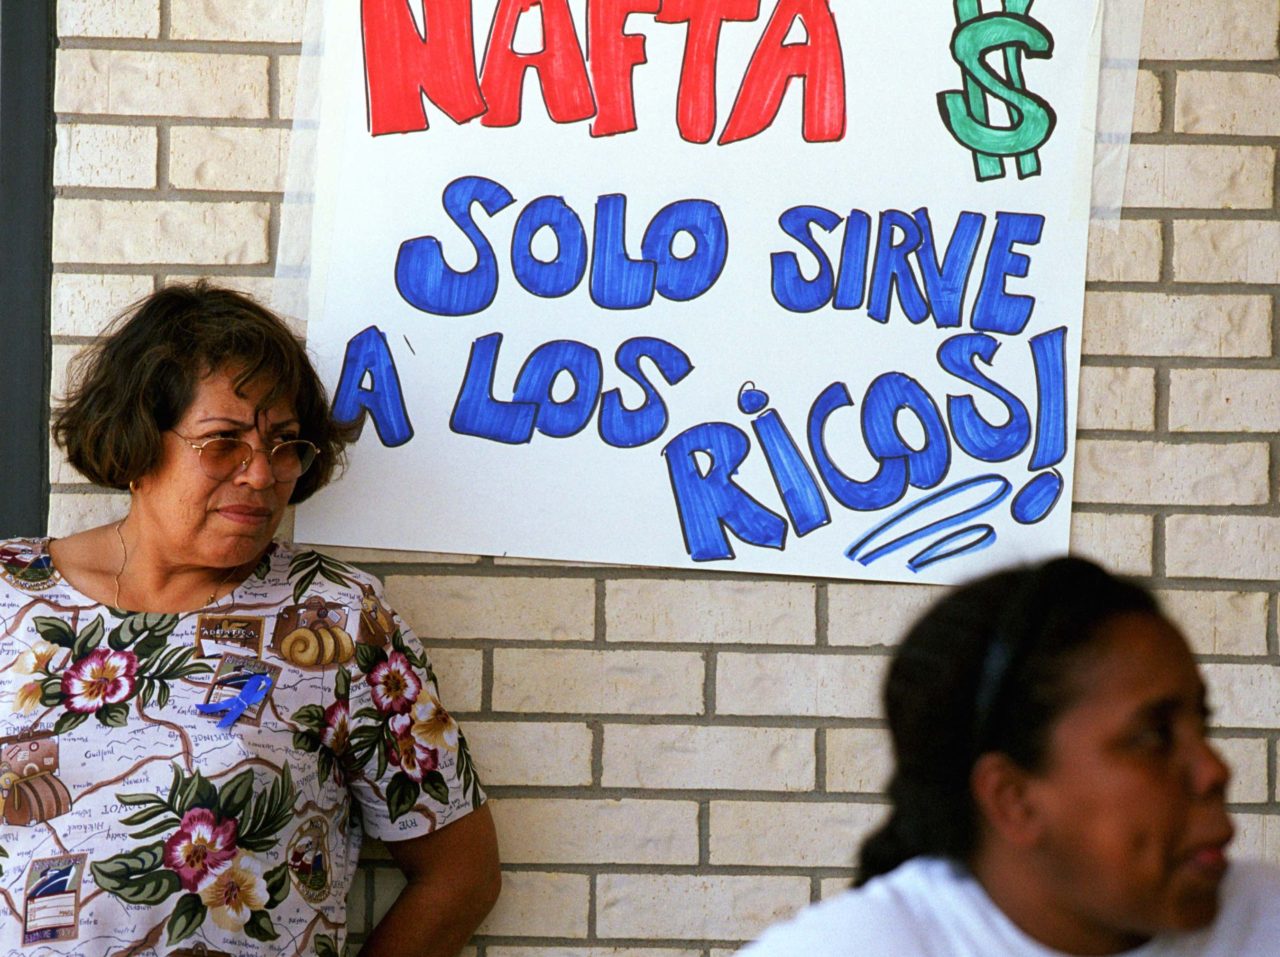 NAFTA $
SOLO SIRVE
A LOS RICOS!